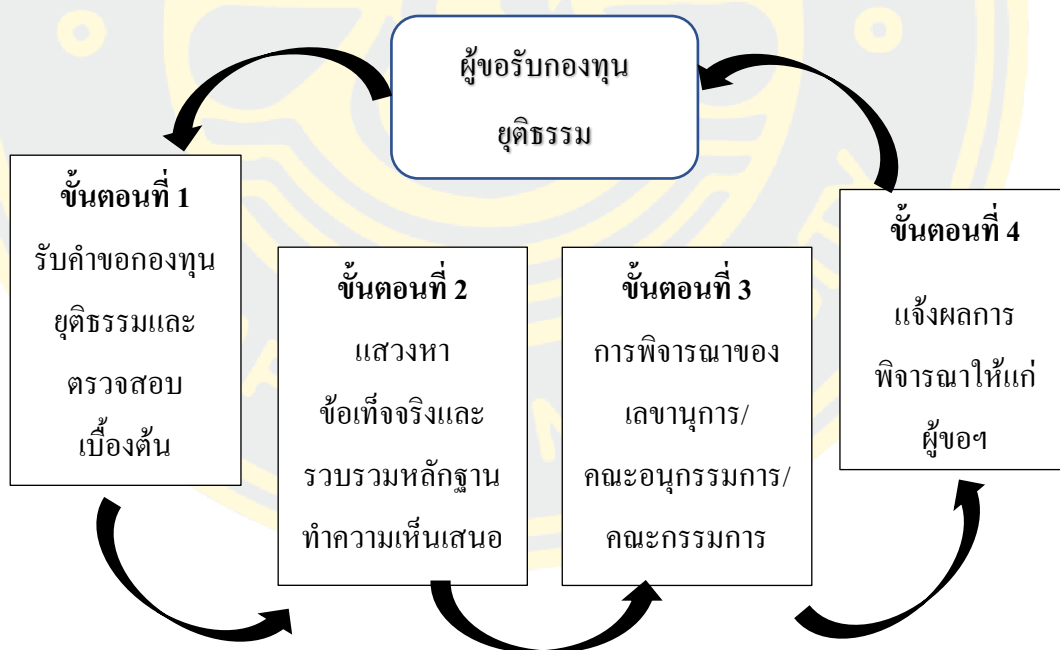 ผู้ขอรับกองทุน
ยุติธรรม
ขั้นตอนที่ 1
รับคำขอกองทุน
ยุติธรรมและ
ตรวจสอบ
เบื้องต้น
ขั้นตอนที่ 2
แสวงหา
ข้อเท็จจริงและ
รวบรวมหลักฐาน
ทำความเห็นเสนอ
ขั้นตอนที่ 3
การพิจารณาของ
เลขานุการ/
คณะอนุกรรมการ/
คณะกรรมการ
ขั้นตอนที่ 4
แจ้งผลการ
พิจารณาให้แก่
ผู้ขอฯ